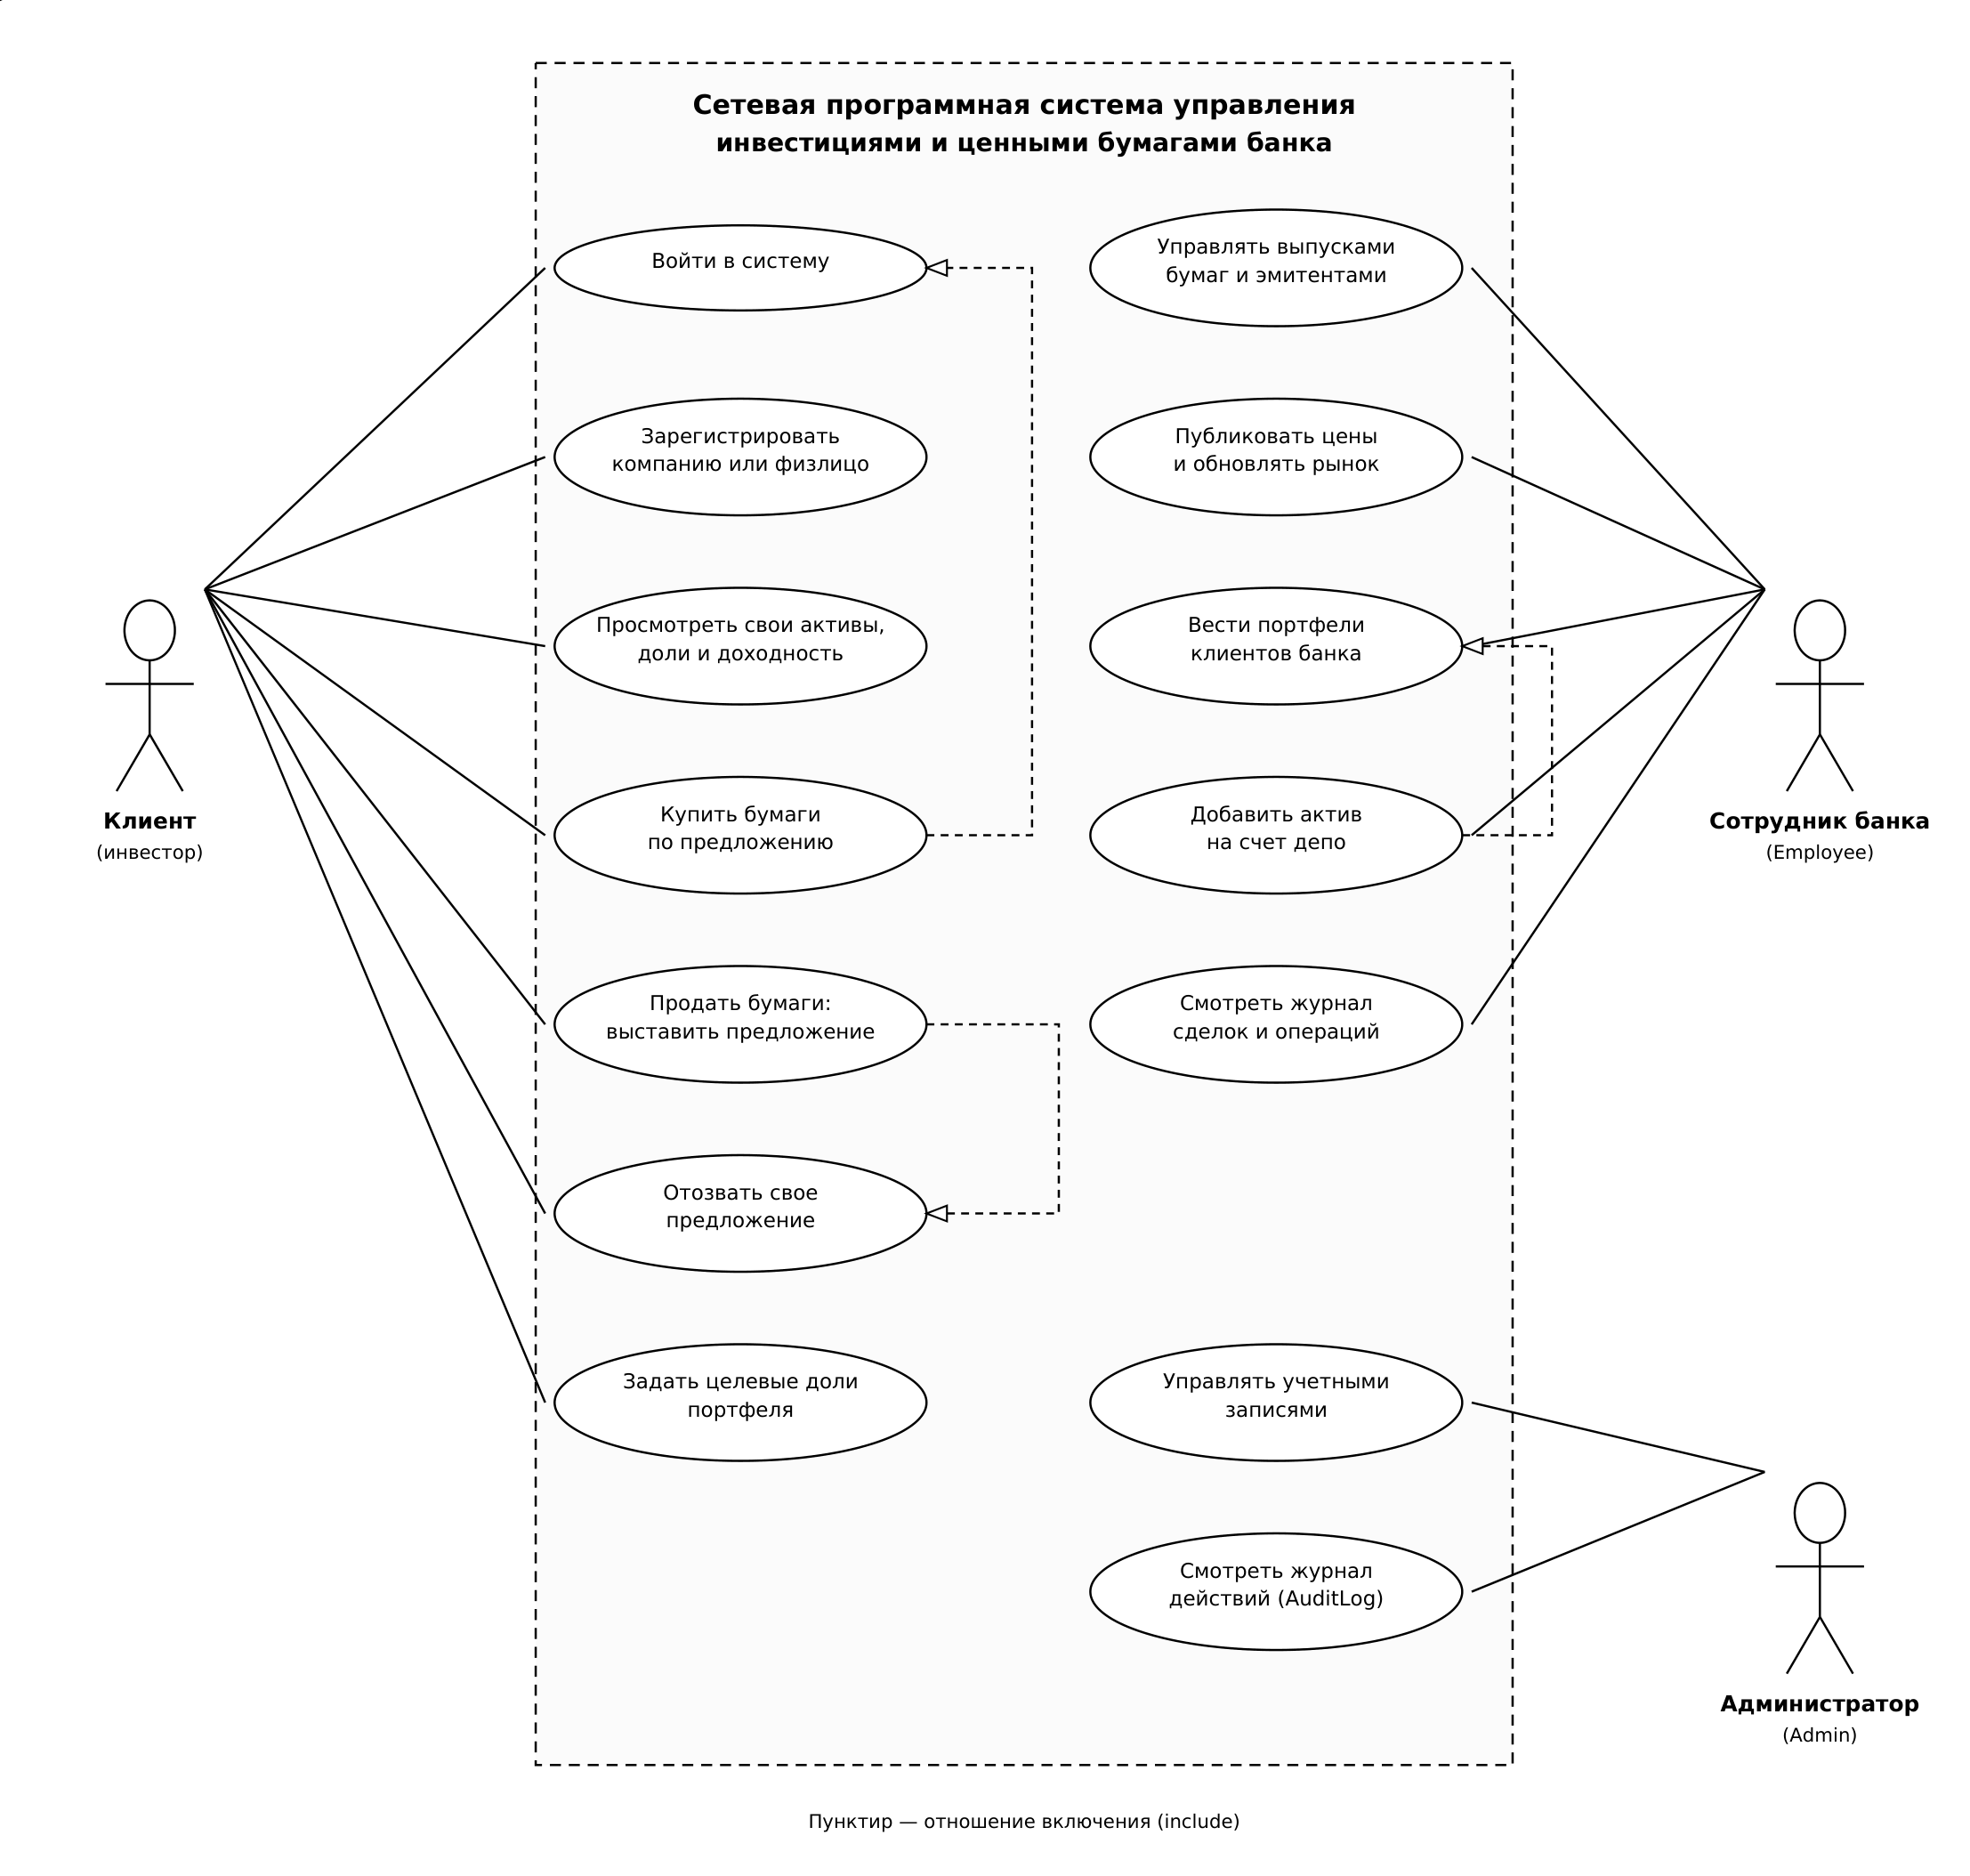 Сетевая программная система управления
инвестициями и ценными бумагами банка
Войти в систему
Зарегистрировать
компанию или физлицо
Просмотреть свои активы,
доли и доходность
Купить бумаги
по предложению
Продать бумаги:
выставить предложение
Отозвать свое
предложение
Задать целевые доли
портфеля
Управлять выпусками
бумаг и эмитентами
Публиковать цены
и обновлять рынок
Вести портфели
клиентов банка
Добавить актив
на счет депо
Смотреть журнал
сделок и операций
Управлять учетными
записями
Смотреть журнал
действий (AuditLog)
Клиент
(инвестор)
Сотрудник банка
(Employee)
Администратор
(Admin)
Пунктир — отношение включения (include)